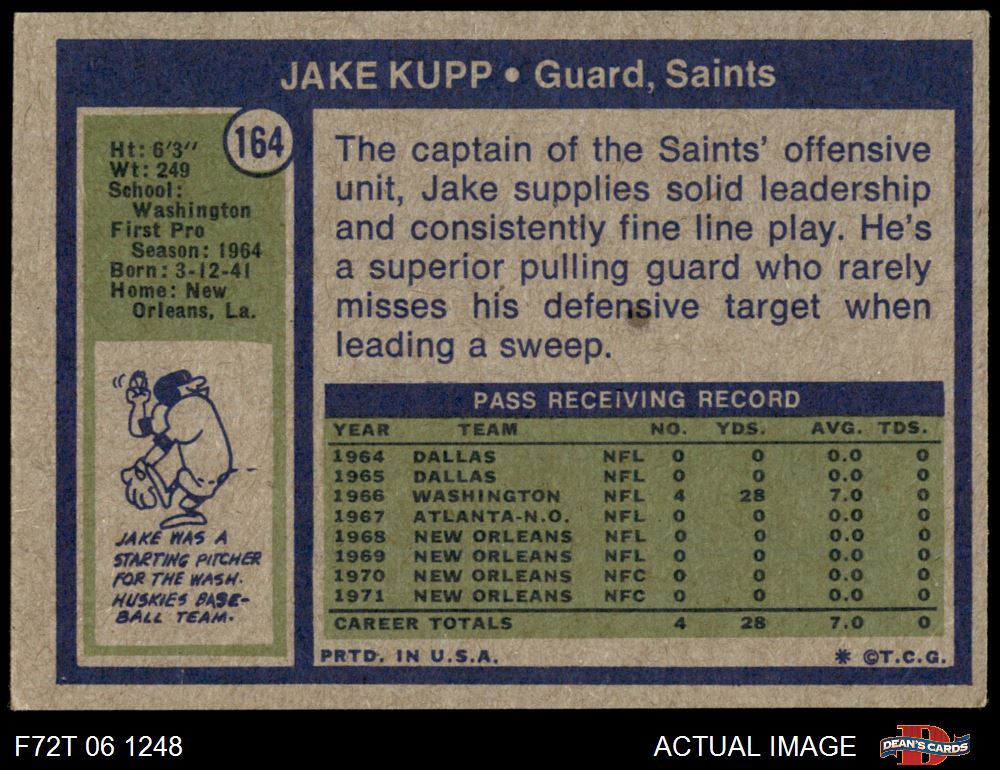 JAKE KUPP • Guard, Saints
164
Ht: 6'3"
Wt: 249
School:
Washington
First Pro
Season: 1964
Born: 3-12-41
Home: New
Orleans, La.
JAKE WAS A
STARTING PITCHER
FOR THE WASH.
HUSKIES BASE-
BALL TEAM.
The captain of the Saints' offensive
unit, Jake supplies solid leadership
and consistently fine line play. He's
a superior pulling guard who rarely
misses his defensive target when
leading a sweep.
PASS RECEIVING RECORD
YEAR TEAM NO. YDS. AVG. TDS.
1964 DALLAS NFL 0 0 0.0 0
1965 DALLAS NFL 0 0 0.0 0
1966 WASHINGTON NFL 4 28 7.0 0
1967 ATLANTA-N.O. NFL 0 0 0.0 0
1968 NEW ORLEANS NFL 0 0 0.0 0
1969 NEW ORLEANS NFL 0 0 0.0 0
1970 NEW ORLEANS NFC 0 0 0.0 0
1971 NEW ORLEANS NFC 0 0 0.0 0
CAREER TOTALS 4 28 7.0 0
PRTD. IN U.S.A. * ©T.C.G.
F72T 06 1248 ACTUAL IMAGE D DEAN'S CARDS